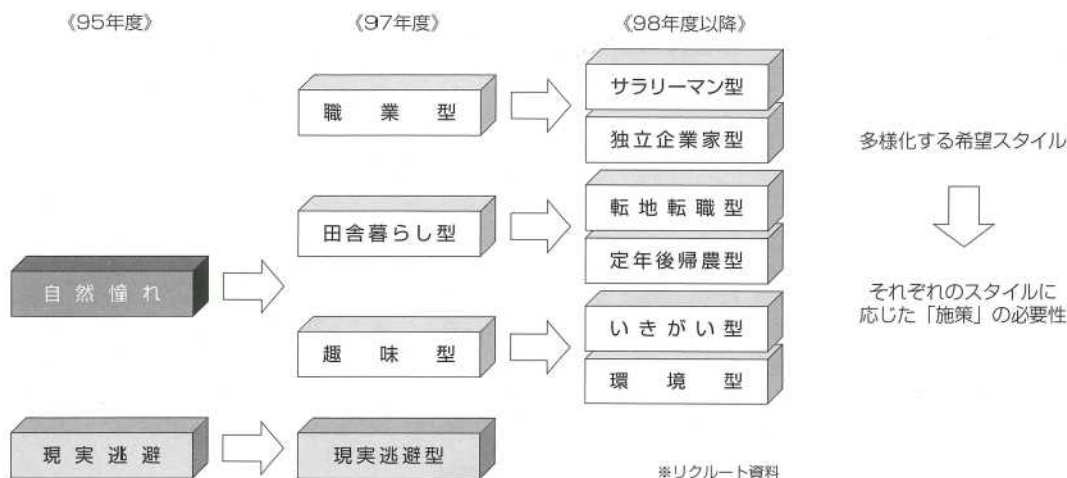 《95年度》
《97年度》
《98年度以降》
自然憧れ
現実逃避
職業型
田舎暮らし型
趣味型
現実逃避型
サラリーマン型
独立企業家型
転地転職型
定年後帰農型
いきがい型
環境型
多様化する希望スタイル
それぞれのスタイルに
応じた「施策」の必要性
※リクルート資料